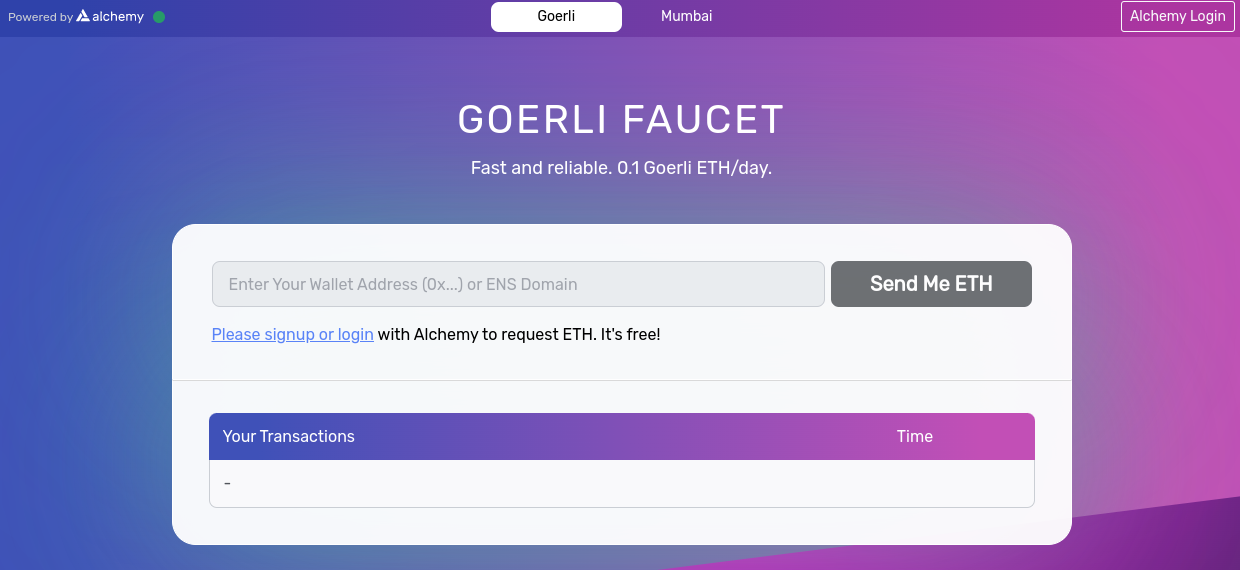 Powered by alchemy
Goerli
Mumbai
Alchemy Login
GOERLI FAUCET
Fast and reliable. 0.1 Goerli ETH/day.
Enter Your Wallet Address (0x...) or ENS Domain
Send Me ETH
Please signup or login with Alchemy to request ETH. It's free!
Your Transactions Time
-